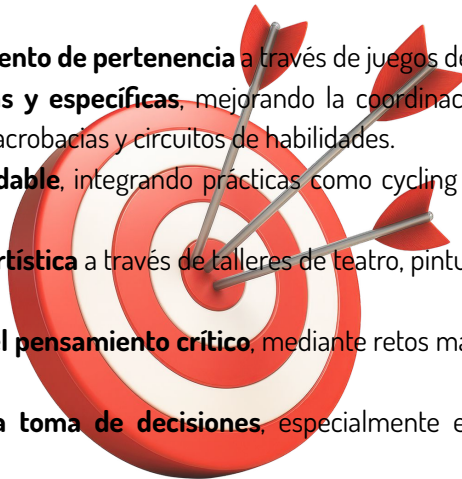 ento de pertenencia a través de juegos de
s y específicas, mejorando la coordinac
acrobacias y circuitos de habilidades.
dable, integrando prácticas como cycling
rtística a través de talleres de teatro, pintu
l pensamiento crítico, mediante retos ma
a toma de decisiones, especialmente e